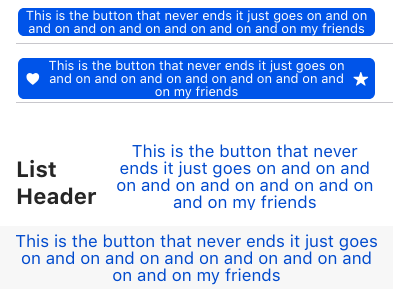 This is the button that never ends it just goes on and on
and on and on and on and on and on and on my friends
This is the button that never ends it just goes on
and on and on and on and on and on and on and
on my friends
List
Header
This is the button that never
ends it just goes on and on and
on and on and on and on and on
and on my friends
This is the button that never ends it just goes
on and on and on and on and on and on and
on and on my friends